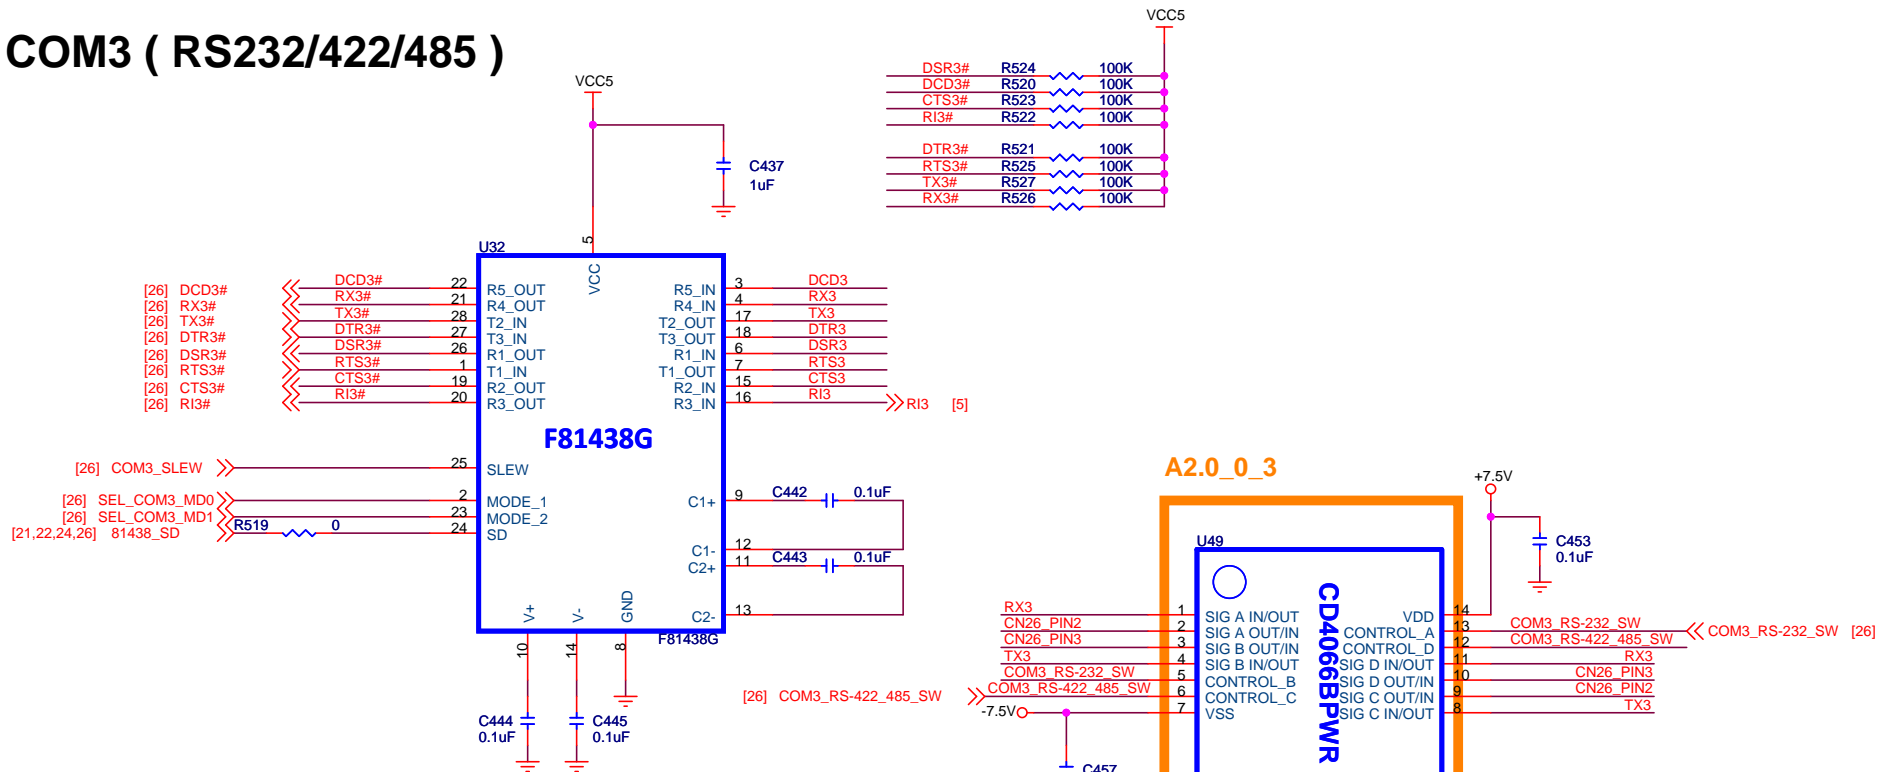 COM3 ( RS232/422/485 )
VCC5
DSR3# R524 100K
DCD3# R520 100K
CTS3# R523 100K
RI3# R522 100K
DTR3# R521 100K
RTS3# R525 100K
TX3# R527 100K
RX3# R526 100K
VCC5
C437
1uF
5
U32
VCC
[26] DCD3# DCD3# 22 R5_OUT R5_IN 3 DCD3
[26] RX3# RX3# 21 R4_OUT R4_IN 4 RX3
[26] TX3# TX3# 28 T2_IN T2_OUT 17 TX3
[26] DTR3# DTR3# 27 T3_IN T3_OUT 18 DTR3
[26] DSR3# DSR3# 26 R1_OUT R1_IN 6 DSR3
[26] RTS3# RTS3# 1 T1_IN T1_OUT 7 RTS3
[26] CTS3# CTS3# 19 R2_OUT R2_IN 15 CTS3
[26] RI3# RI3# 20 R3_OUT R3_IN 16 RI3 RI3 [5]
F81438G
[26] COM3_SLEW 25 SLEW
[26] SEL_COM3_MD0 2 MODE_1
[26] SEL_COM3_MD1 23 MODE_2
[21,22,24,26] 81438_SD R519 0 24 SD
C1+ 9 C442 0.1uF
C1- 12
C2+ 11 C443 0.1uF
C2- 13
V+ V- GND
F81438G
10 14 8
C444
0.1uF
C445
0.1uF
A2.0_0_3
+7.5V
C453
0.1uF
U49
CD4066BPWR
RX3 1 SIG A IN/OUT VDD 14
CN26_PIN2 2 SIG A OUT/IN CONTROL_A 13 COM3_RS-232_SW COM3_RS-232_SW [26]
CN26_PIN3 3 SIG B OUT/IN CONTROL_D 12 COM3_RS-422_485_SW
TX3 4 SIG B IN/OUT SIG D IN/OUT 11 RX3
COM3_RS-232_SW 5 CONTROL_B SIG D OUT/IN 10 CN26_PIN3
[26] COM3_RS-422_485_SW COM3_RS-422_485_SW 6 CONTROL_C SIG C OUT/IN 9 CN26_PIN2
-7.5V 7 VSS SIG C IN/OUT 8 TX3
C457